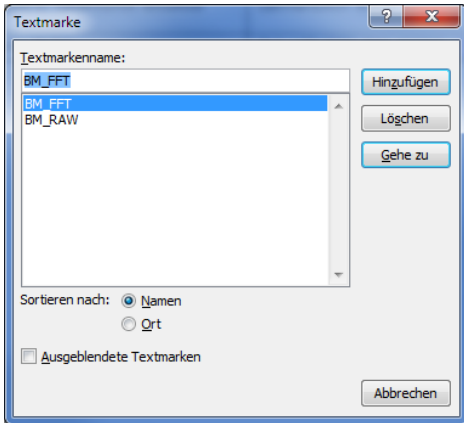 Textmarke
?
X
Textmarkenname:
BM_FFT
Hinzufügen
BM_FFT
BM_RAW
Löschen
Gehe zu
Sortieren nach: Namen
Ort
Ausgeblendete Textmarken
Abbrechen